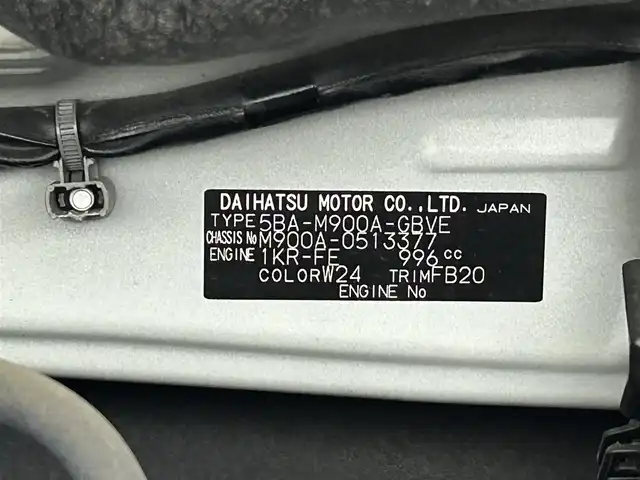 DAIHATSU MOTOR CO.,LTD. JAPAN
TYPE 5BA-M900A-GBVE
CHASSIS No M900A-0513377
ENGINE 1KR-FE 996 cc
COLOR W24 TRIM FB20
ENGINE No